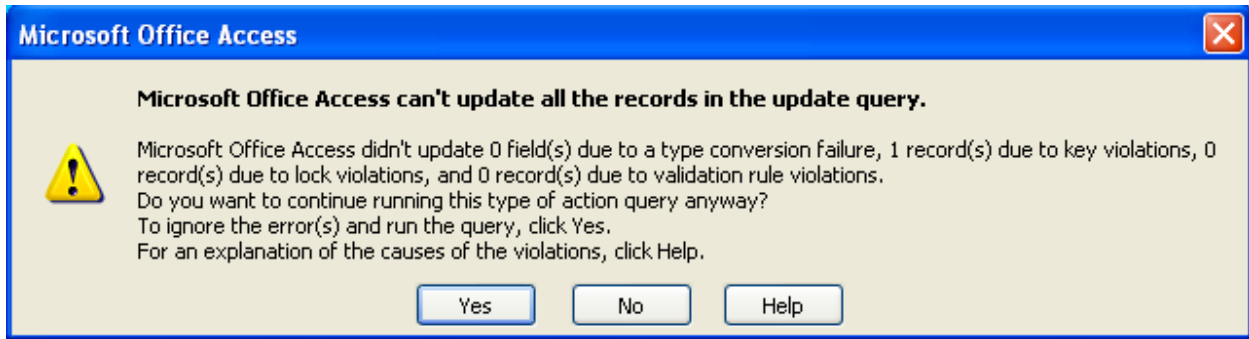 Microsoft Office Access
Microsoft Office Access can't update all the records in the update query.
Microsoft Office Access didn't update 0 field(s) due to a type conversion failure, 1 record(s) due to key violations, 0
record(s) due to lock violations, and 0 record(s) due to validation rule violations.
Do you want to continue running this type of action query anyway?
To ignore the error(s) and run the query, click Yes.
For an explanation of the causes of the violations, click Help.
Yes No Help